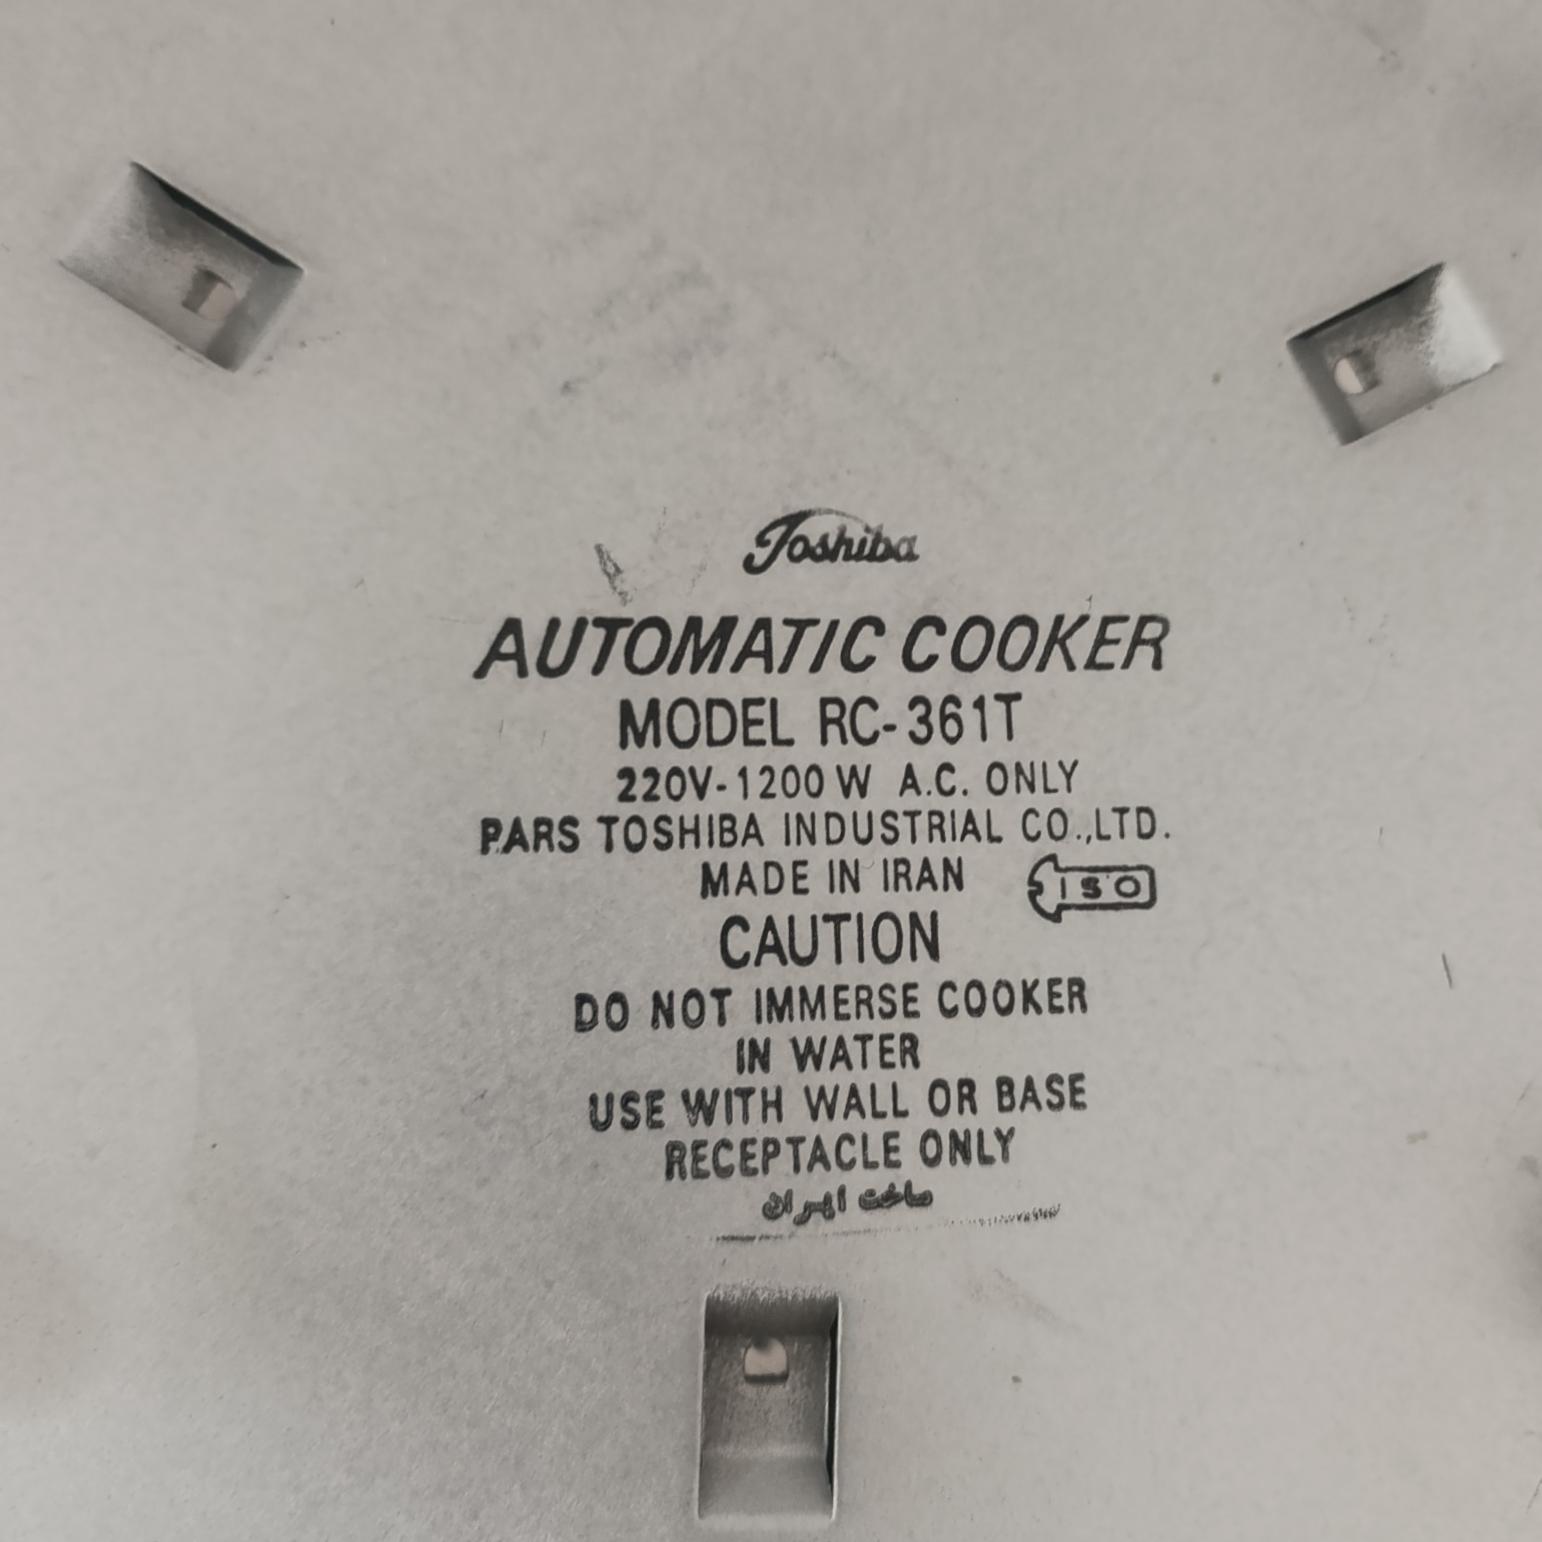 Toshiba
AUTOMATIC COOKER
MODEL RC-361T
220V-1200W A.C. ONLY
PARS TOSHIBA INDUSTRIAL CO.,LTD.
MADE IN IRAN
ISO
CAUTION
DO NOT IMMERSE COOKER
IN WATER
USE WITH WALL OR BASE
RECEPTACLE ONLY
ساخت ایران